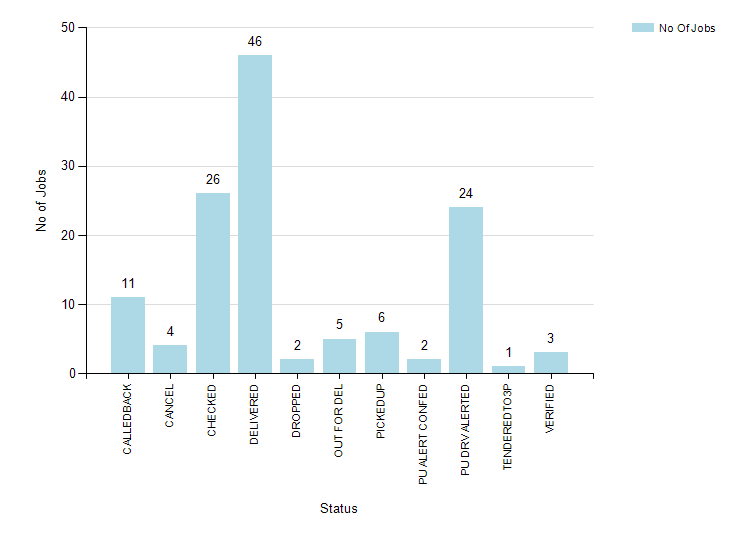 50
No Of Jobs
46
40
30
26
24
No of Jobs
20
11
10
4
2
5
6
2
1
3
0
CALLEDBACK
CANCEL
CHECKED
DELIVERED
DROPPED
OUT FOR DEL
PICKEDUP
PU ALERT CONFED
PU DRV ALERTED
TENDEREDTO3P
VERIFIED
Status